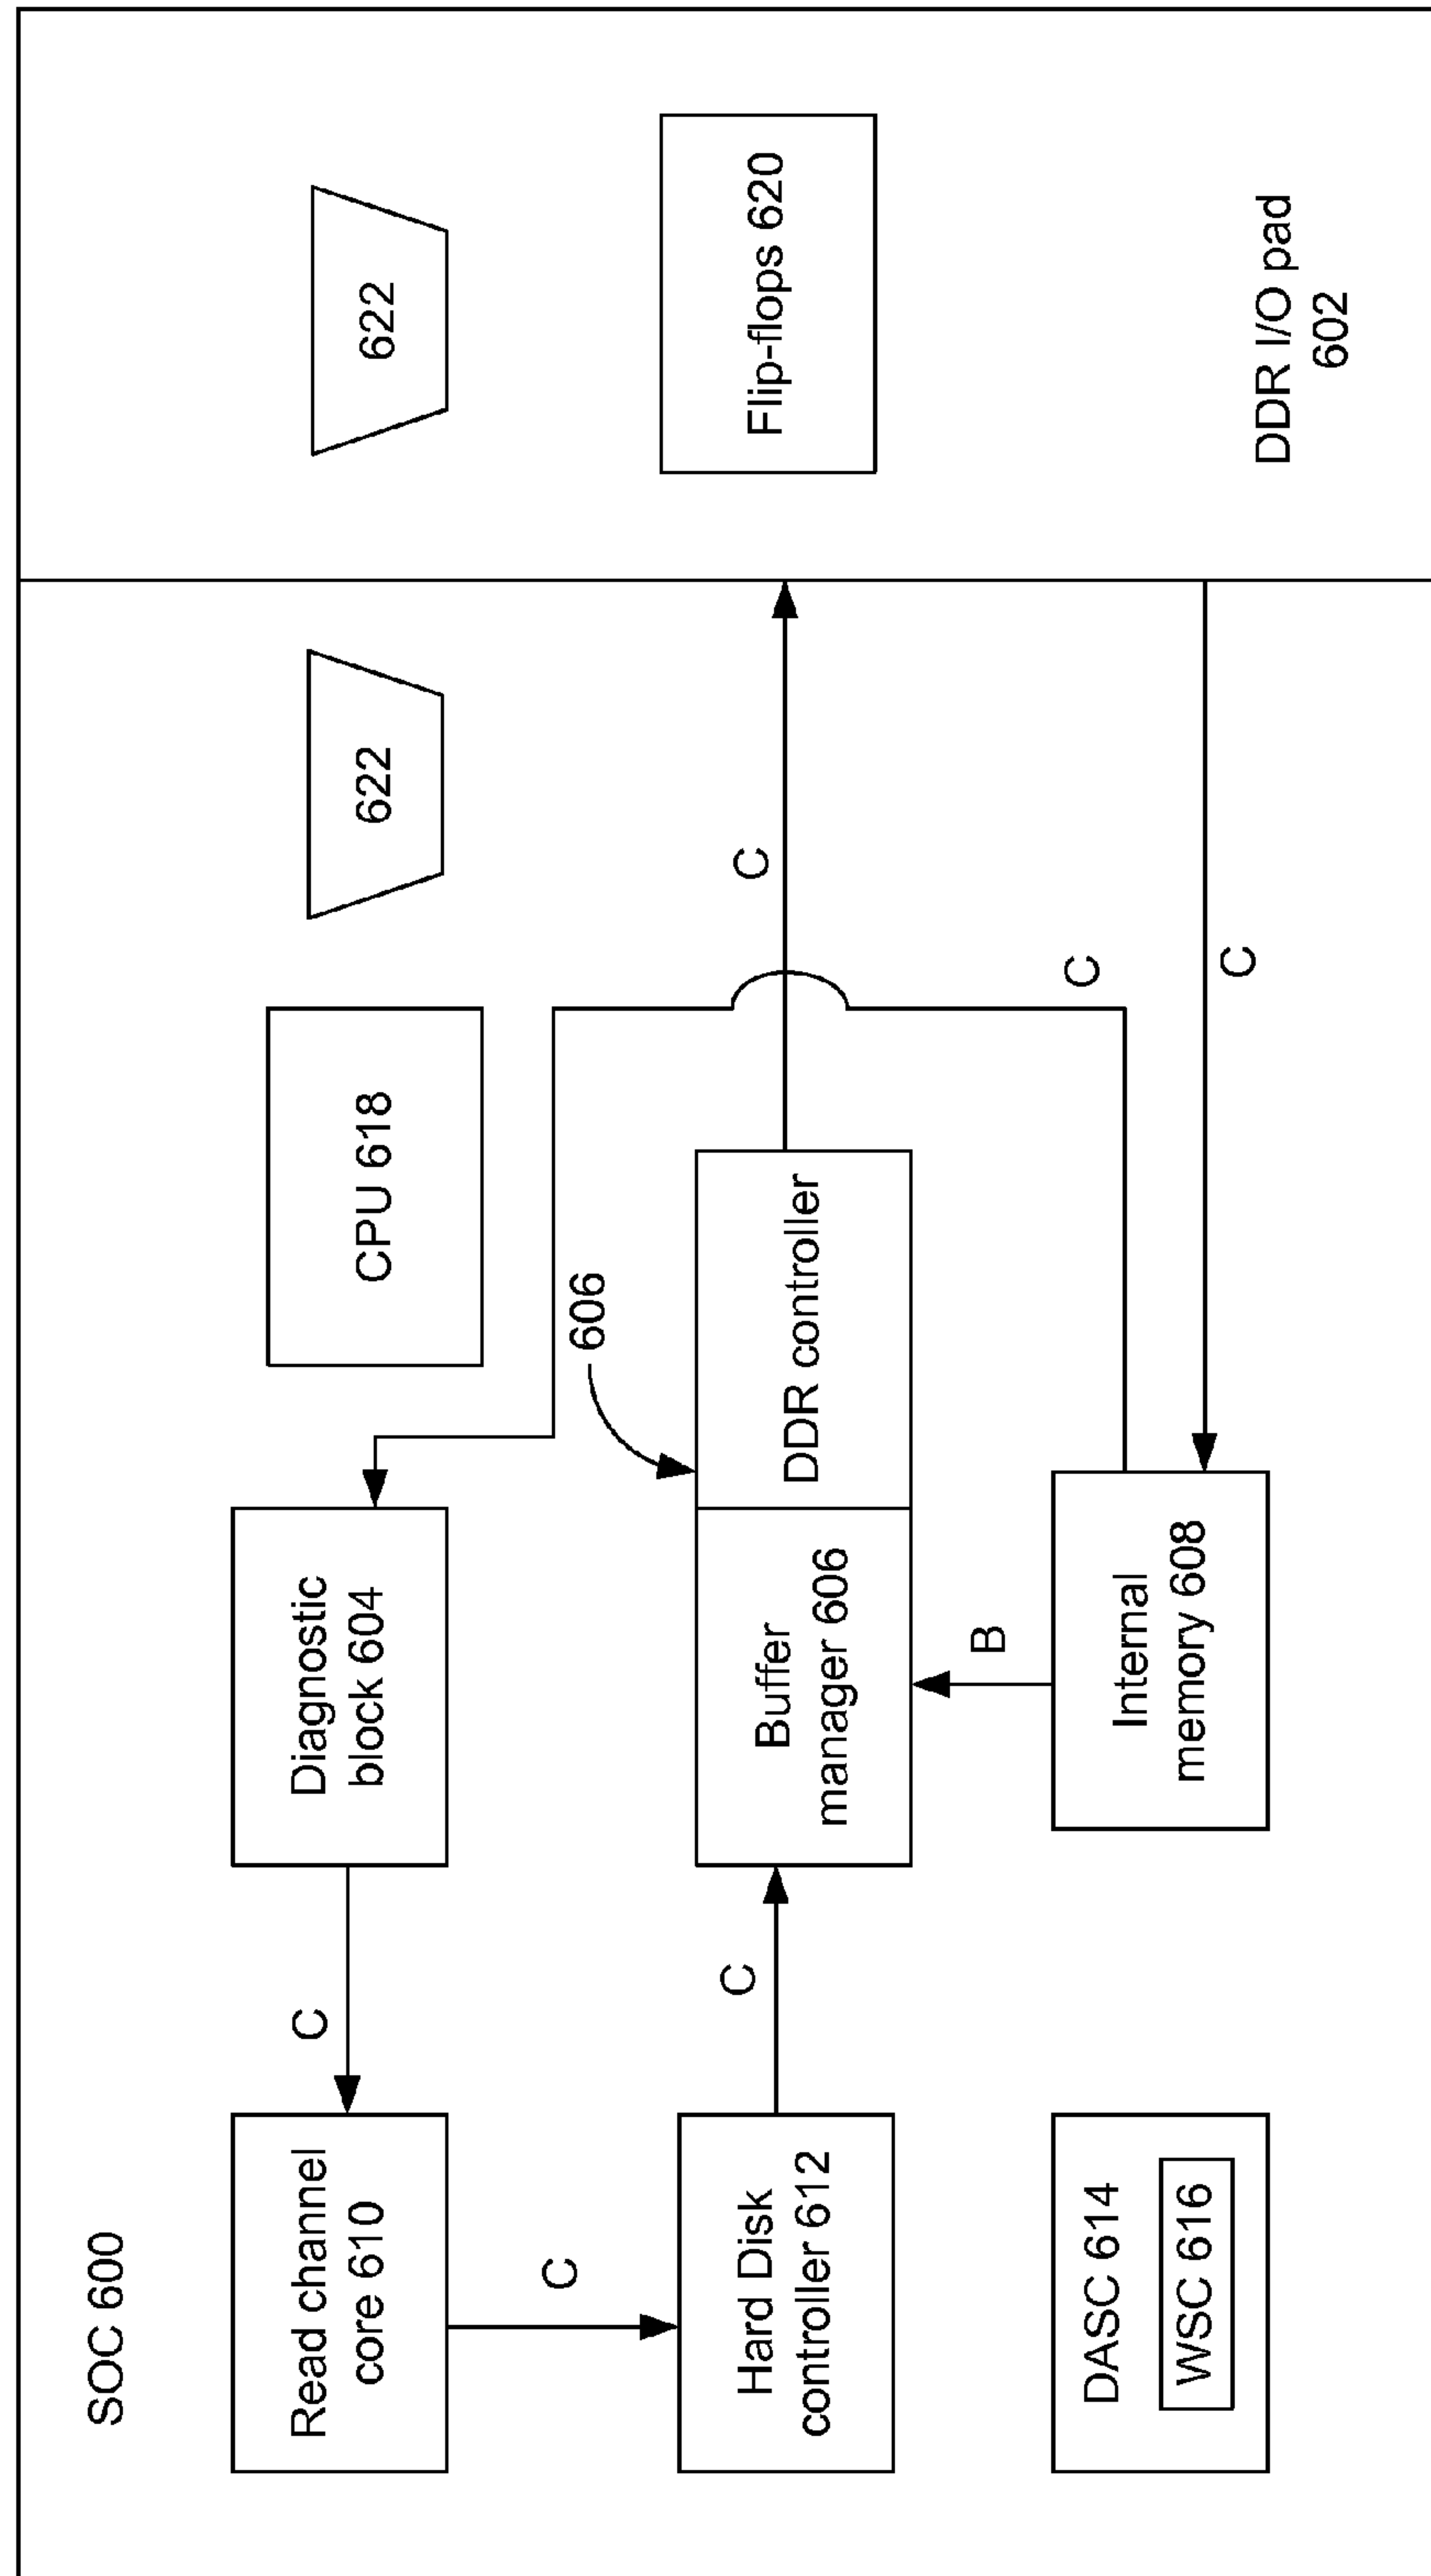 SOC 600
Read channel
core 610
C
Diagnostic
block 604
CPU 618
622
622
C
Hard Disk
controller 612
C
Buffer
manager 606
606
DDR controller
C
Flip-flops 620
B
C
DASC 614
WSC 616
Internal
memory 608
C
DDR I/O pad
602